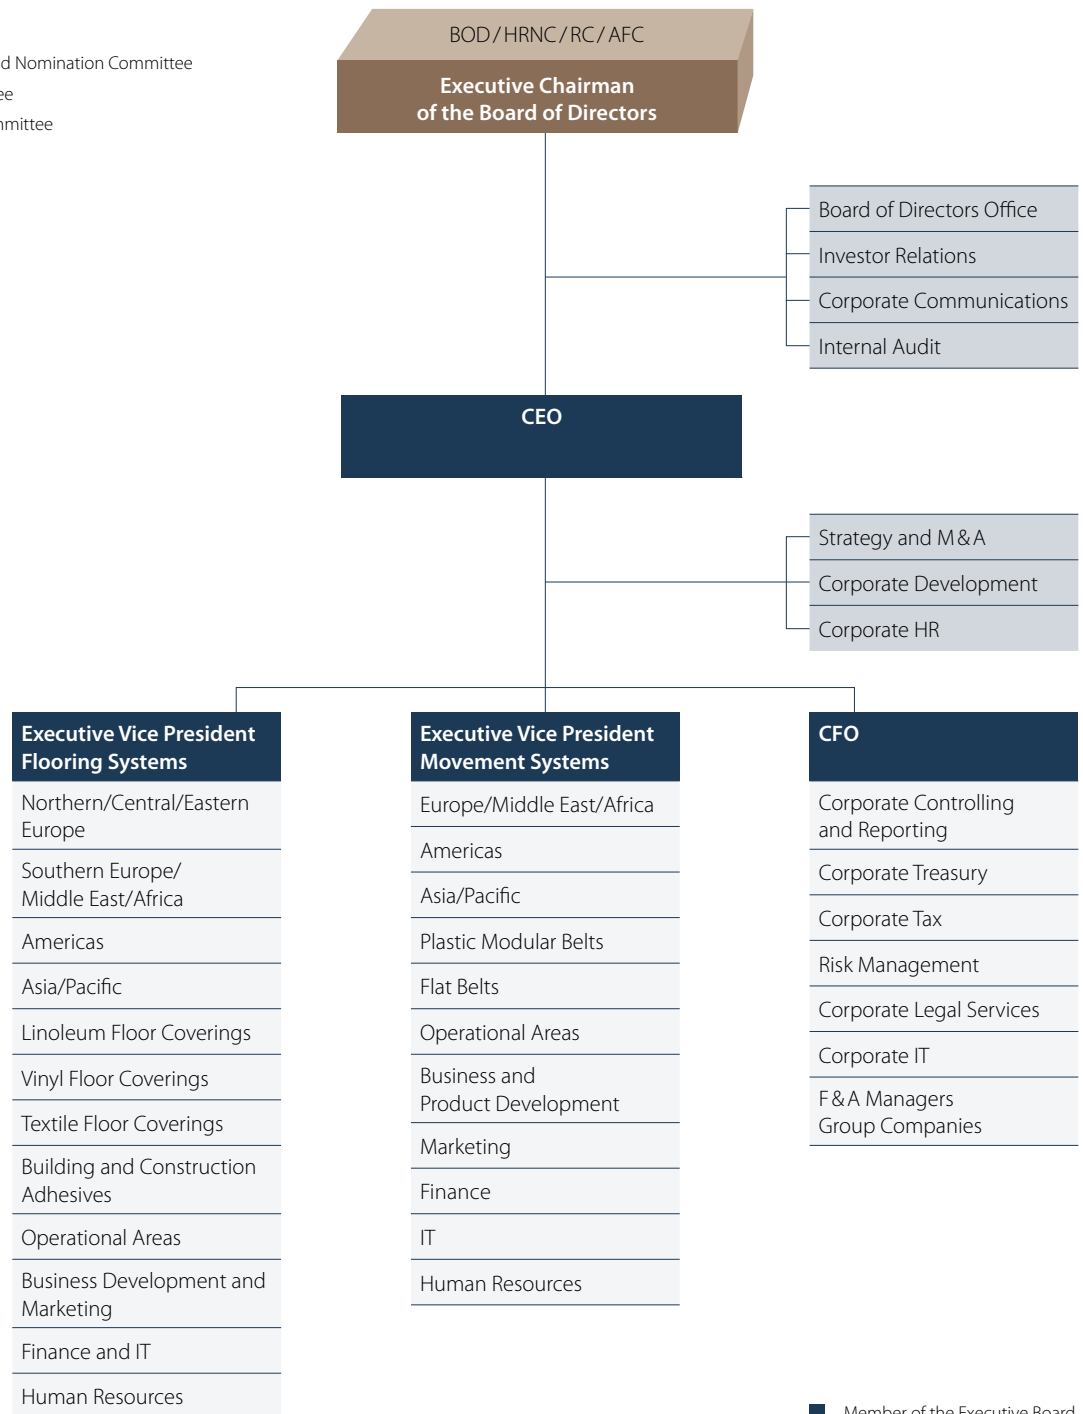 BOD / HRNC / RC / AFC
Executive Chairman
of the Board of Directors
Nomination Committee
Board of Directors Office
Investor Relations
Corporate Communications
Internal Audit
CEO
Strategy and M & A
Corporate Development
Corporate HR
Executive Vice President
Flooring Systems
Northern/Central/Eastern
Europe
Southern Europe/
Middle East/Africa
Americas
Asia/Pacific
Linoleum Floor Coverings
Vinyl Floor Coverings
Textile Floor Coverings
Building and Construction
Adhesives
Operational Areas
Business Development and
Marketing
Finance and IT
Human Resources
Executive Vice President
Movement Systems
Europe/Middle East/Africa
Americas
Asia/Pacific
Plastic Modular Belts
Flat Belts
Operational Areas
Business and
Product Development
Marketing
Finance
IT
Human Resources
CFO
Corporate Controlling
and Reporting
Corporate Treasury
Corporate Tax
Risk Management
Corporate Legal Services
Corporate IT
F & A Managers
Group Companies
Member of the Executive Board